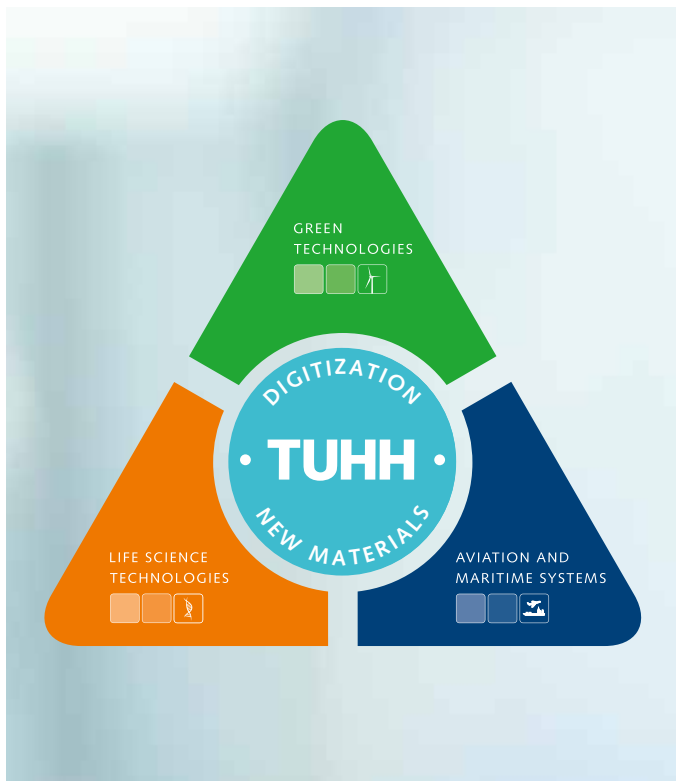 GREEN
TECHNOLOGIES
DIGITIZATION
· TUHH ·
NEW MATERIALS
LIFE SCIENCE
TECHNOLOGIES
AVIATION AND
MARITIME SYSTEMS